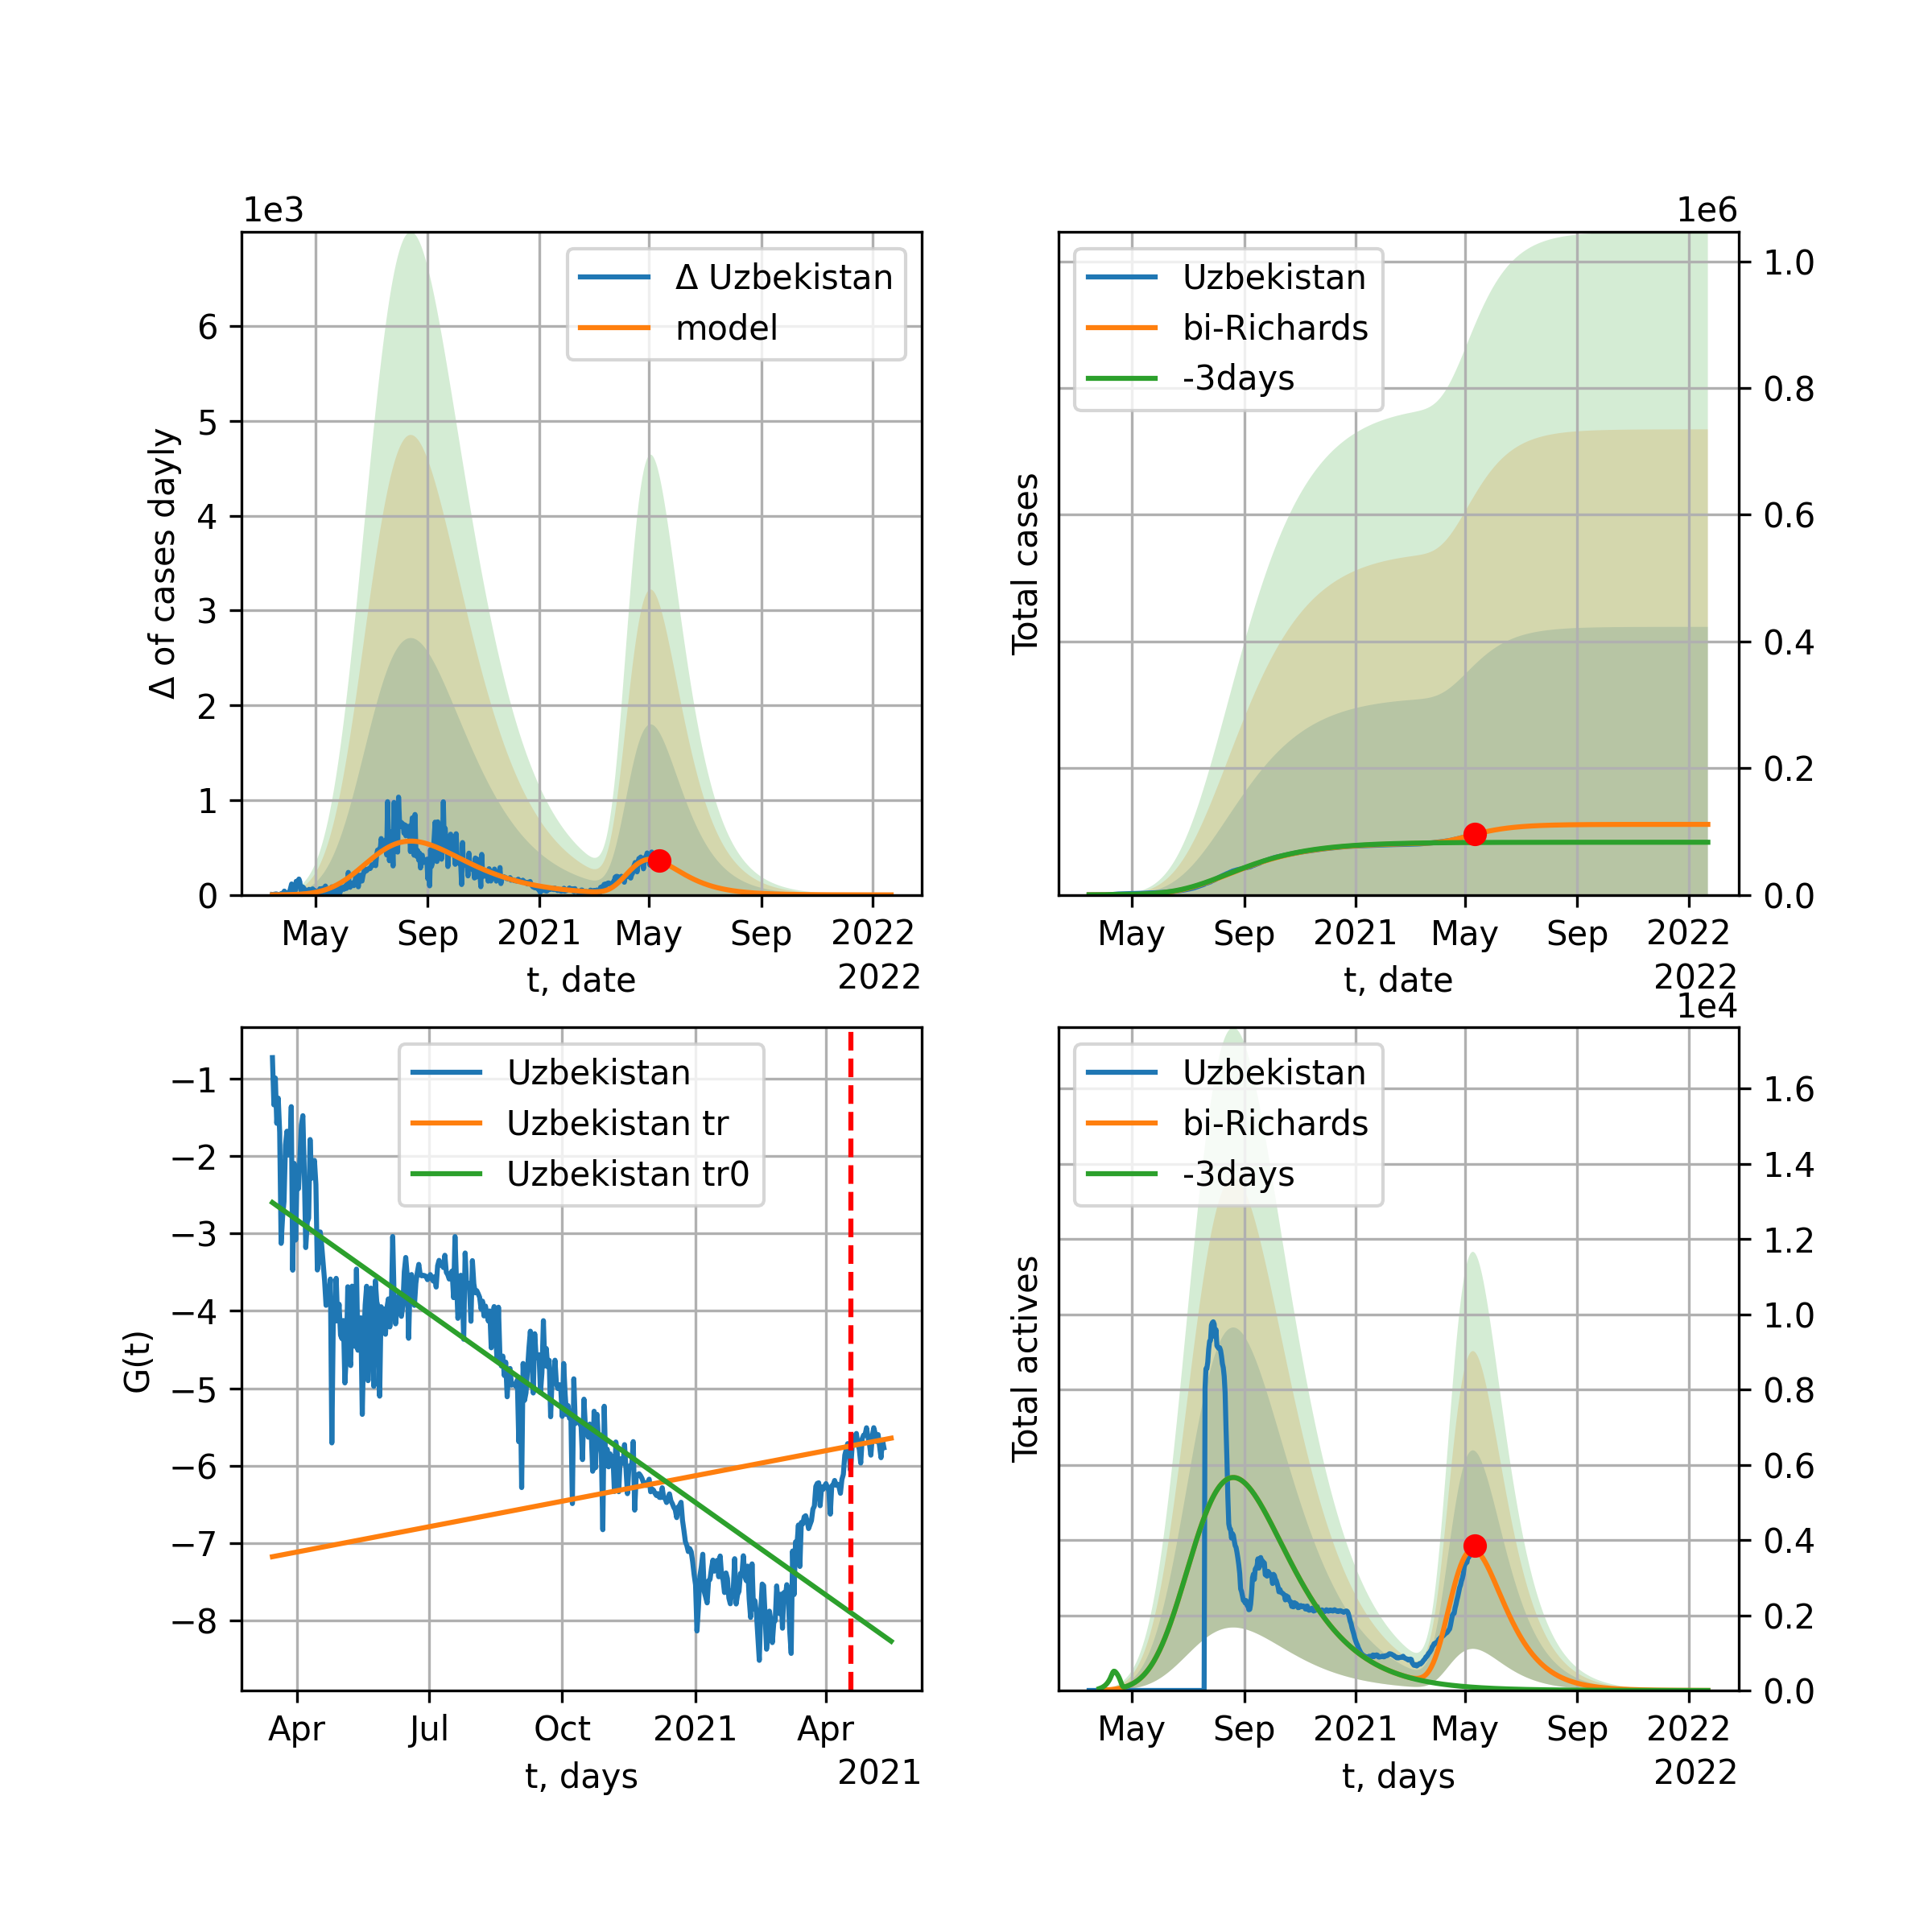 1e3
Δ Uzbekistan
model
6
5
4
3
2
1
0
Δ of cases dayly
May Sep 2021 May Sep 2022
t, date
2022
1e6
Uzbekistan
bi-Richards
-3days
1.0
0.8
0.6
0.4
0.2
0.0
Total cases
May Sep 2021 May Sep 2022
t, date
2022
Uzbekistan
Uzbekistan tr
Uzbekistan tr0
−1
−2
−3
−4
−5
−6
−7
−8
G(t)
Apr Jul Oct 2021 Apr
t, days
2021
1e4
Uzbekistan
bi-Richards
-3days
1.6
1.4
1.2
1.0
0.8
0.6
0.4
0.2
0.0
Total actives
May Sep 2021 May Sep 2022
t, days
2022